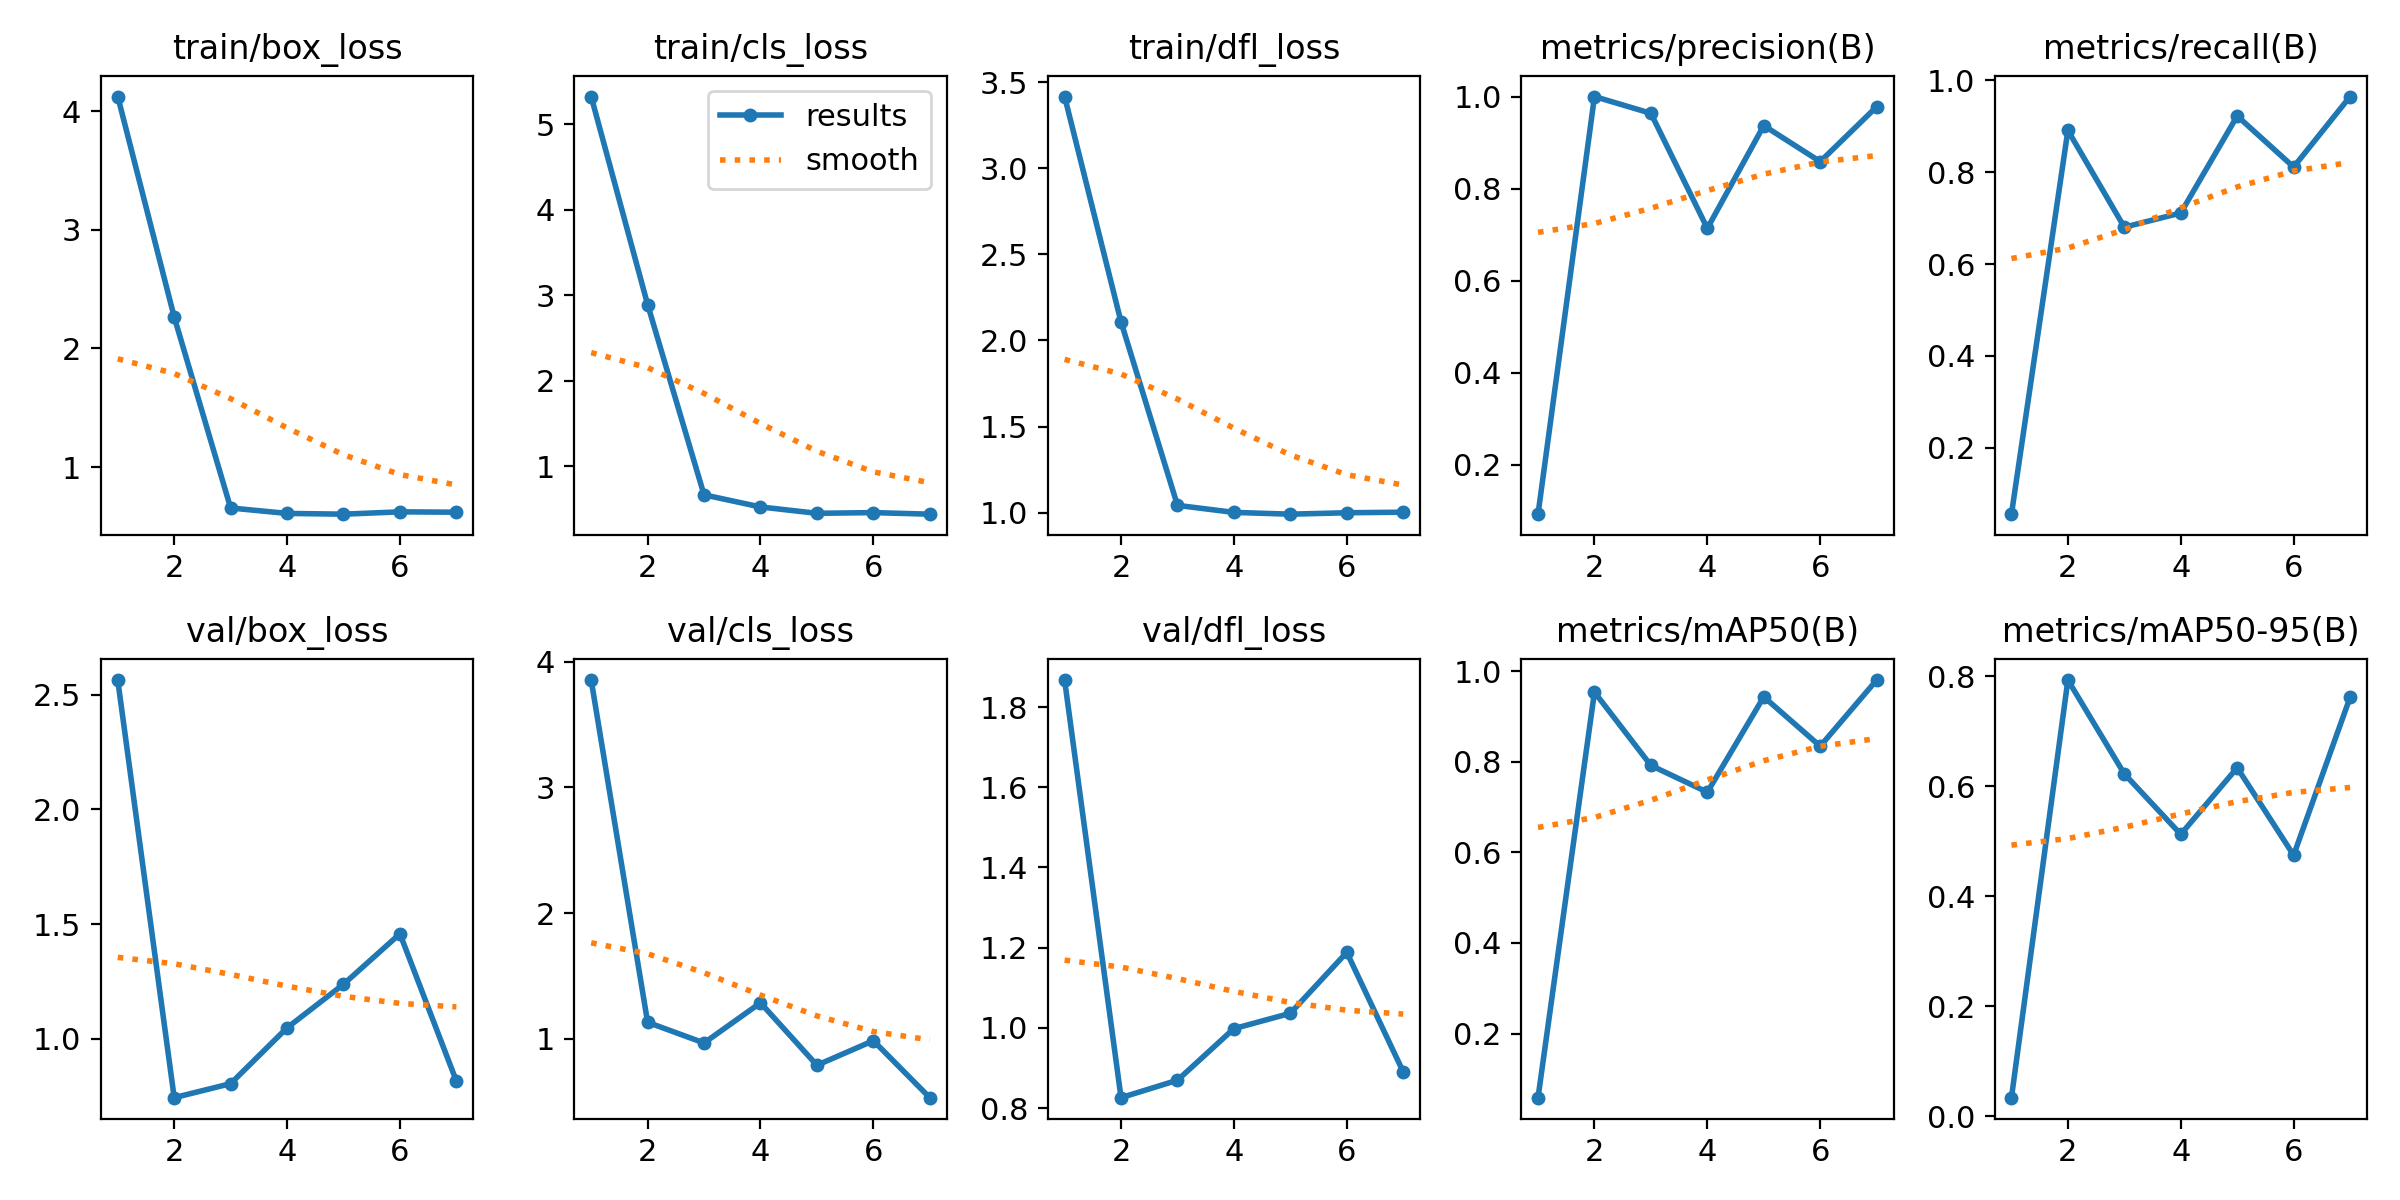 train/box_loss
4
3
2
1
2 4 6
train/cls_loss
results
smooth
5
4
3
2
1
2 4 6
train/dfl_loss
3.5
3.0
2.5
2.0
1.5
1.0
2 4 6
metrics/precision(B)
1.0
0.8
0.6
0.4
0.2
2 4 6
metrics/recall(B)
1.0
0.8
0.6
0.4
0.2
2 4 6
val/box_loss
2.5
2.0
1.5
1.0
2 4 6
val/cls_loss
4
3
2
1
2 4 6
val/dfl_loss
1.8
1.6
1.4
1.2
1.0
0.8
2 4 6
metrics/mAP50(B)
1.0
0.8
0.6
0.4
0.2
2 4 6
metrics/mAP50-95(B)
0.8
0.6
0.4
0.2
0.0
2 4 6